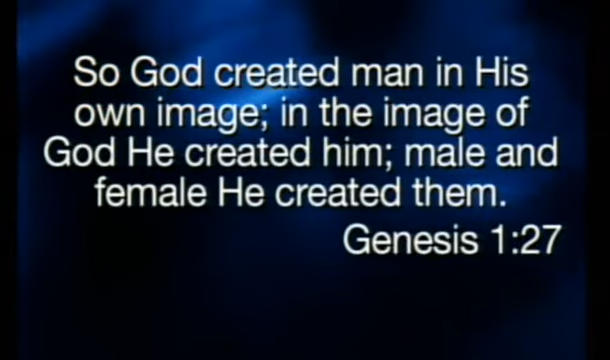 So God created man in His
own image; in the image of
God He created him; male and
female He created them.
Genesis 1:27